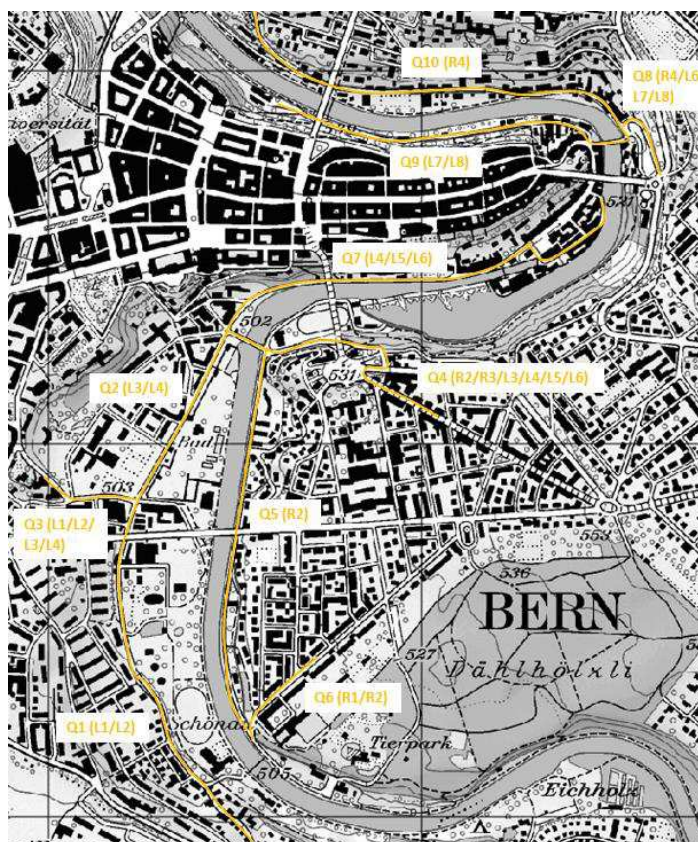 Q10 (R4)
Q8 (R4/L6
L7/L8)
Q9 (L7/L8)
527
Q7 (L4/L5/L6)
502
531
Q2 (L3/L4)
Q4 (R2/R3/L3/L4/L5/L6)
Bad
503
Q3 (L1/L2/
L3/L4)
Q5 (R2)
553
536
BERN
527
Dählhölzli
Q6 (R1/R2)
Q1 (L1/L2)
Schönau
Tierpark
505
Eichholz